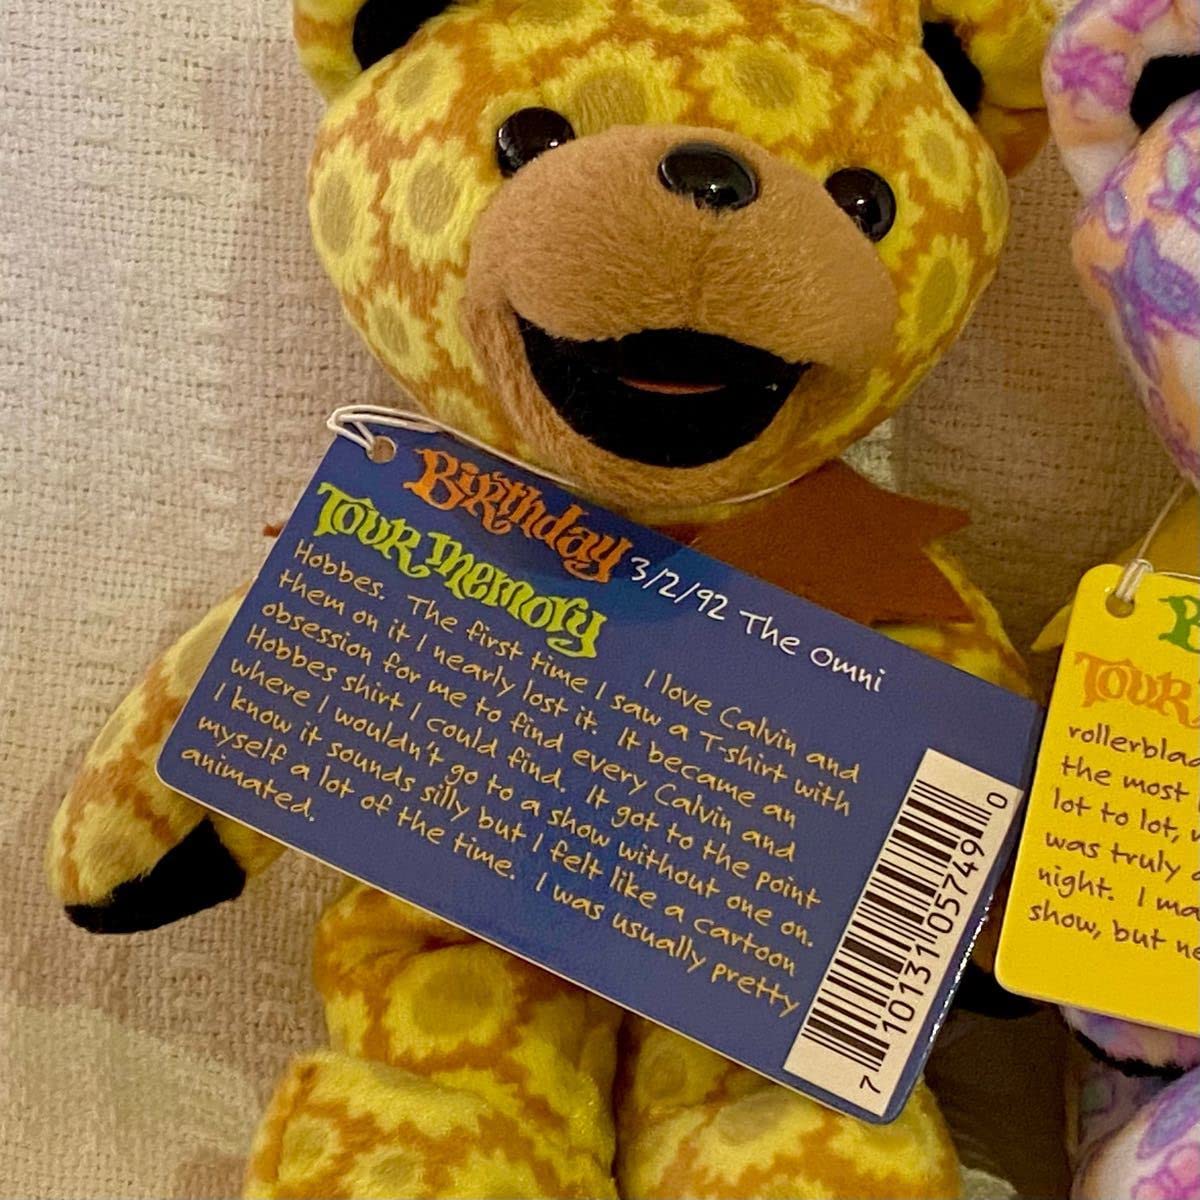 Birthday 3/2/92 The Omni
Tour memory I love Calvin and
Hobbes. The first time I saw a T-shirt with
them on it I nearly lost it. It became an
obsession for me to find every Calvin and
Hobbes shirt I could find. It got to the point
where I wouldn't go to a show without one on.
I know it sounds silly but I felt like a cartoon
myself a lot of the time. I was usually pretty
animated.
7 10131 05749 0
Tour
the most
lot to lot,
was truly
night. I
show, but